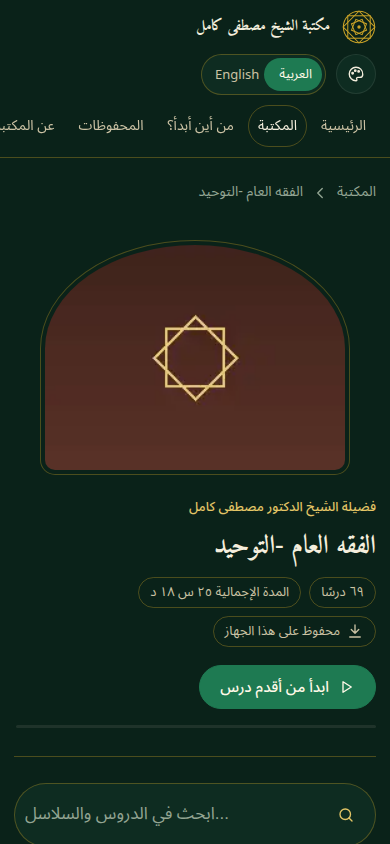 مكتبة الشيخ مصطفى كامل
العربية English
الرئيسية المكتبة من أين أبدأ؟ المحفوظات عن المكتب
المكتبة الفقه العام -التوحيد
فضيلة الشيخ الدكتور مصطفى كامل
الفقه العام -التوحيد
٦٩ درسًا المدة الإجمالية ٢٥ س ١٨ د
محفوظ على هذا الجهاز
ابدأ من أقدم درس
ابحث في الدروس والسلاسل...